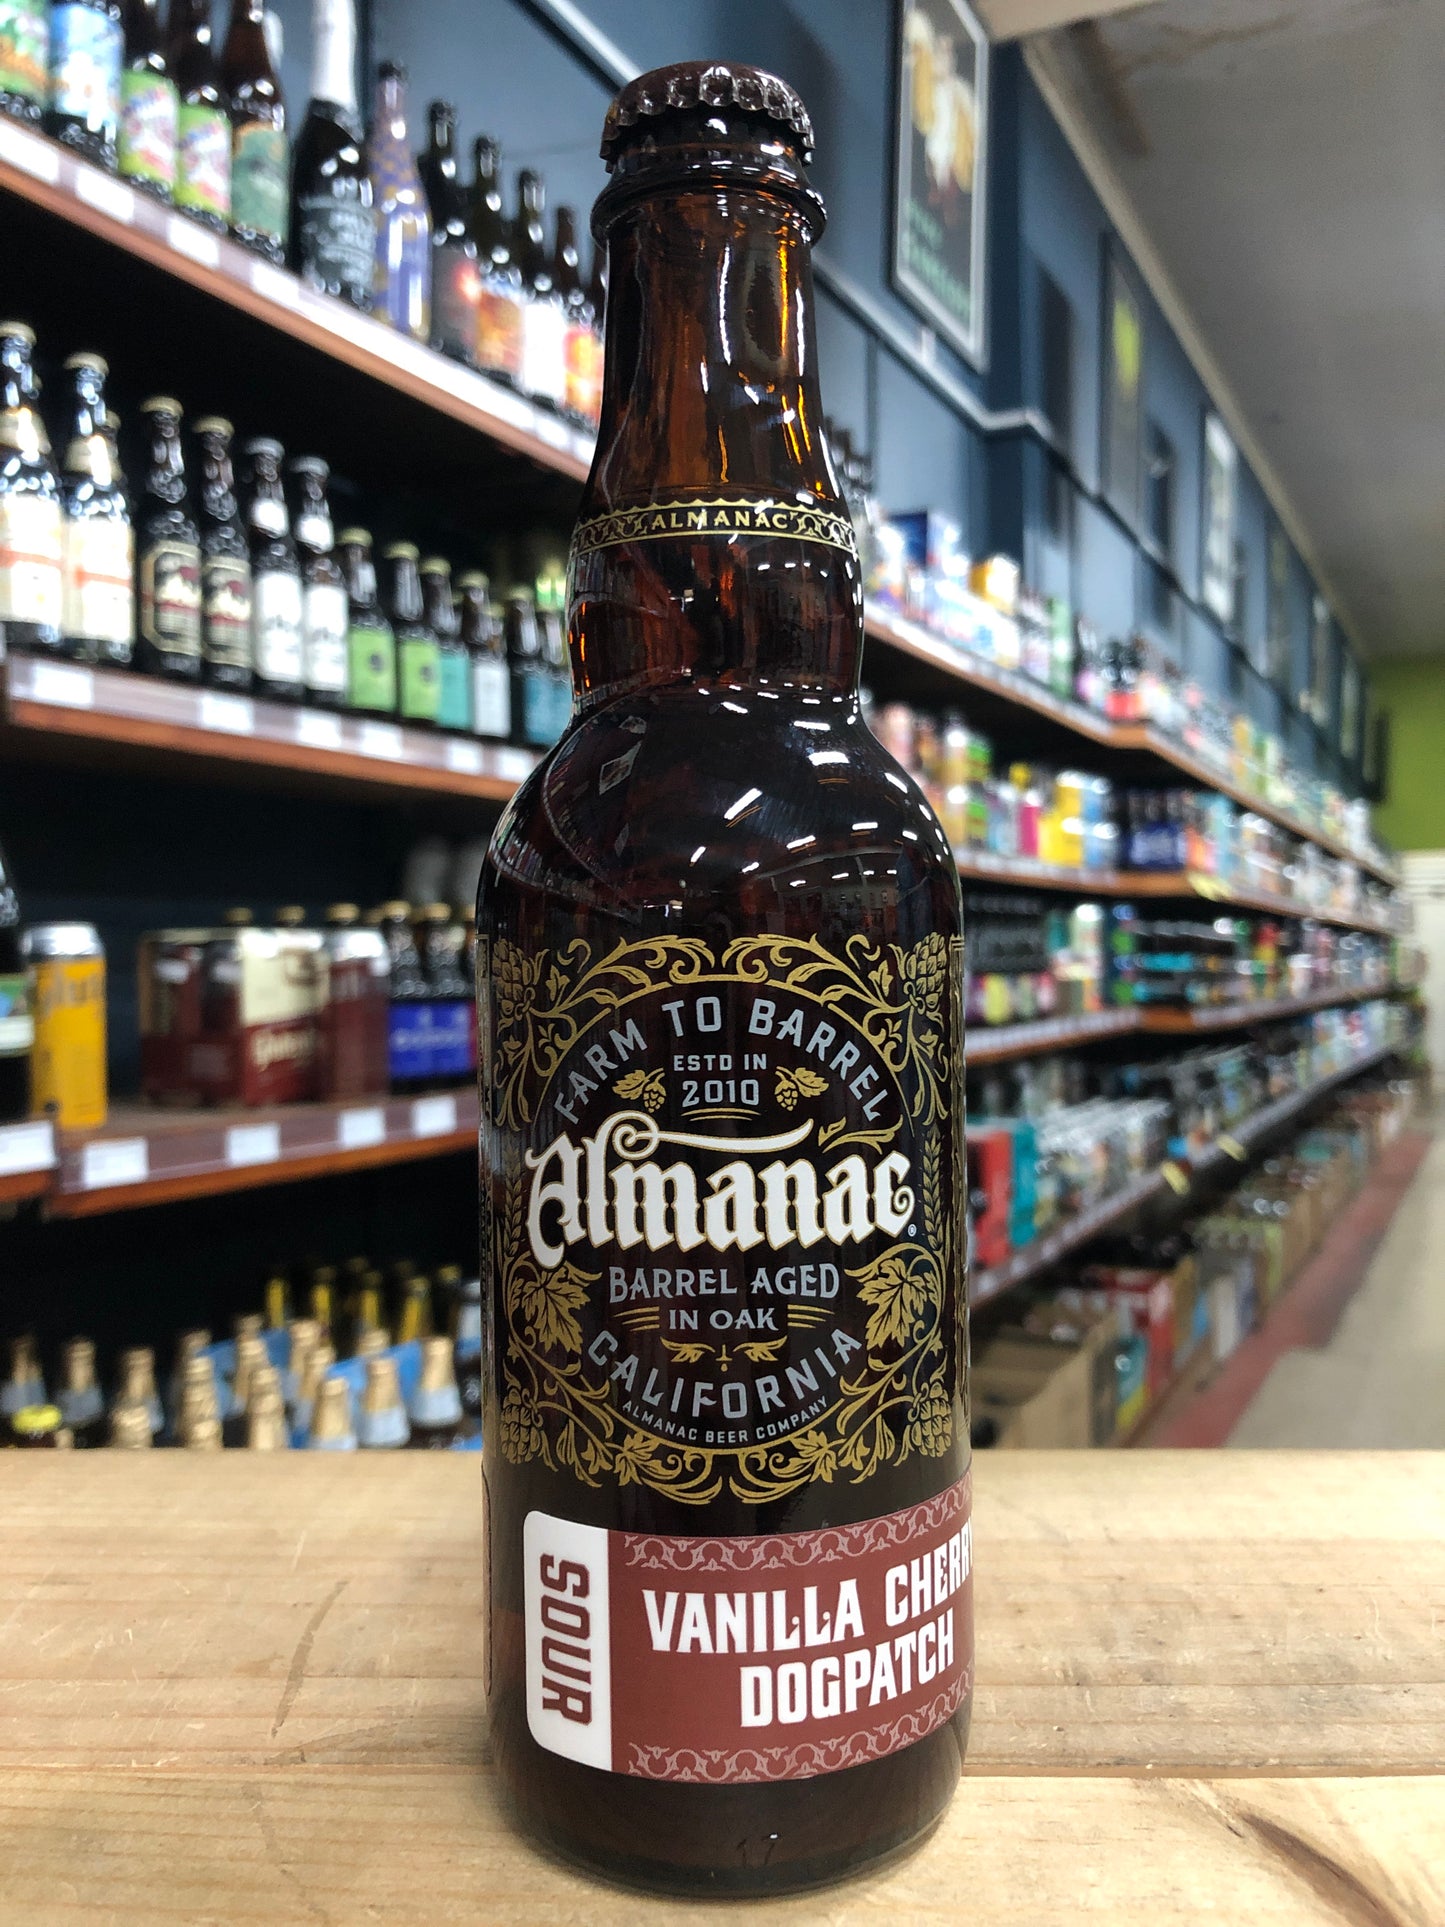 ALMANAC
FARM TO BARREL
ESTD IN
2010
Almanac®
BARREL AGED
IN OAK
CALIFORNIA
ALMANAC BEER COMPANY
SOUR
VANILLA CHERRY
DOGPATCH